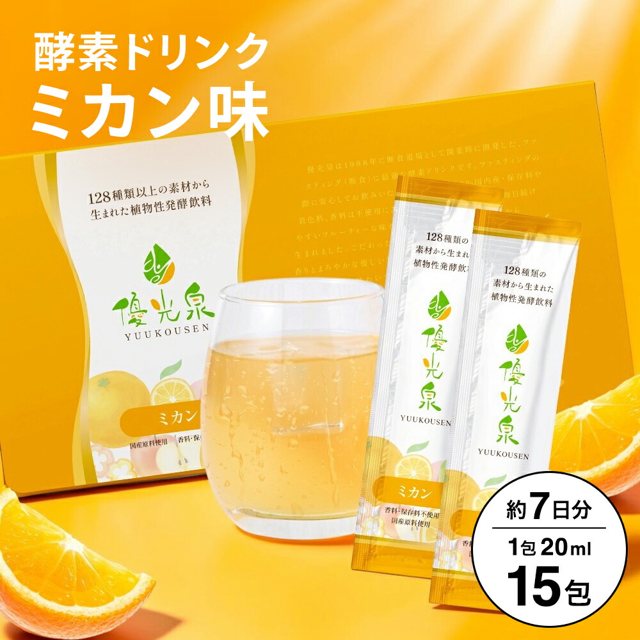 酵素ドリンク
ミカン味
128種類以上の素材から
生まれた植物性発酵飲料
優光泉
YUUKOUSEN
ミカン
国産原料使用
128種類の
素材から生まれた
植物性発酵飲料
優光泉
YUUKOUSEN
ミカン
香料・保存料不使用
国産原料使用
128種類の
素材から生まれた
植物性発酵飲料
優光泉
YUUKOUSEN
約7日分
1包20ml
15包